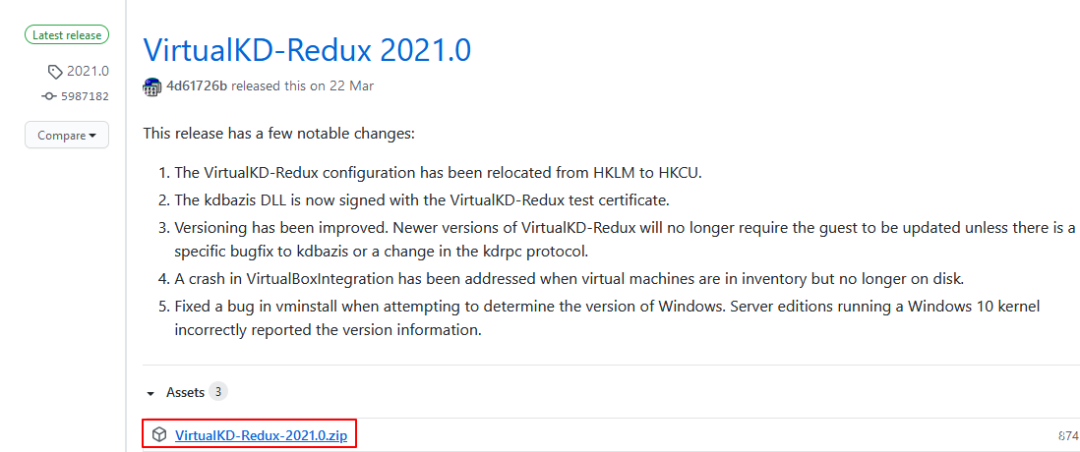 Latest release
2021.0
5987182
Compare
VirtualKD-Redux 2021.0
4d61726b released this on 22 Mar
This release has a few notable changes:
1. The VirtualKD-Redux configuration has been relocated from HKLM to HKCU.
2. The kdbazis DLL is now signed with the VirtualKD-Redux test certificate.
3. Versioning has been improved. Newer versions of VirtualKD-Redux will no longer require the guest to be updated unless there is a
specific bugfix to kdbazis or a change in the kdrpc protocol.
4. A crash in VirtualBoxIntegration has been addressed when virtual machines are in inventory but no longer on disk.
5. Fixed a bug in vminstall when attempting to determine the version of Windows. Server editions running a Windows 10 kernel
incorrectly reported the version information.
Assets 3
VirtualKD-Redux-2021.0.zip
874